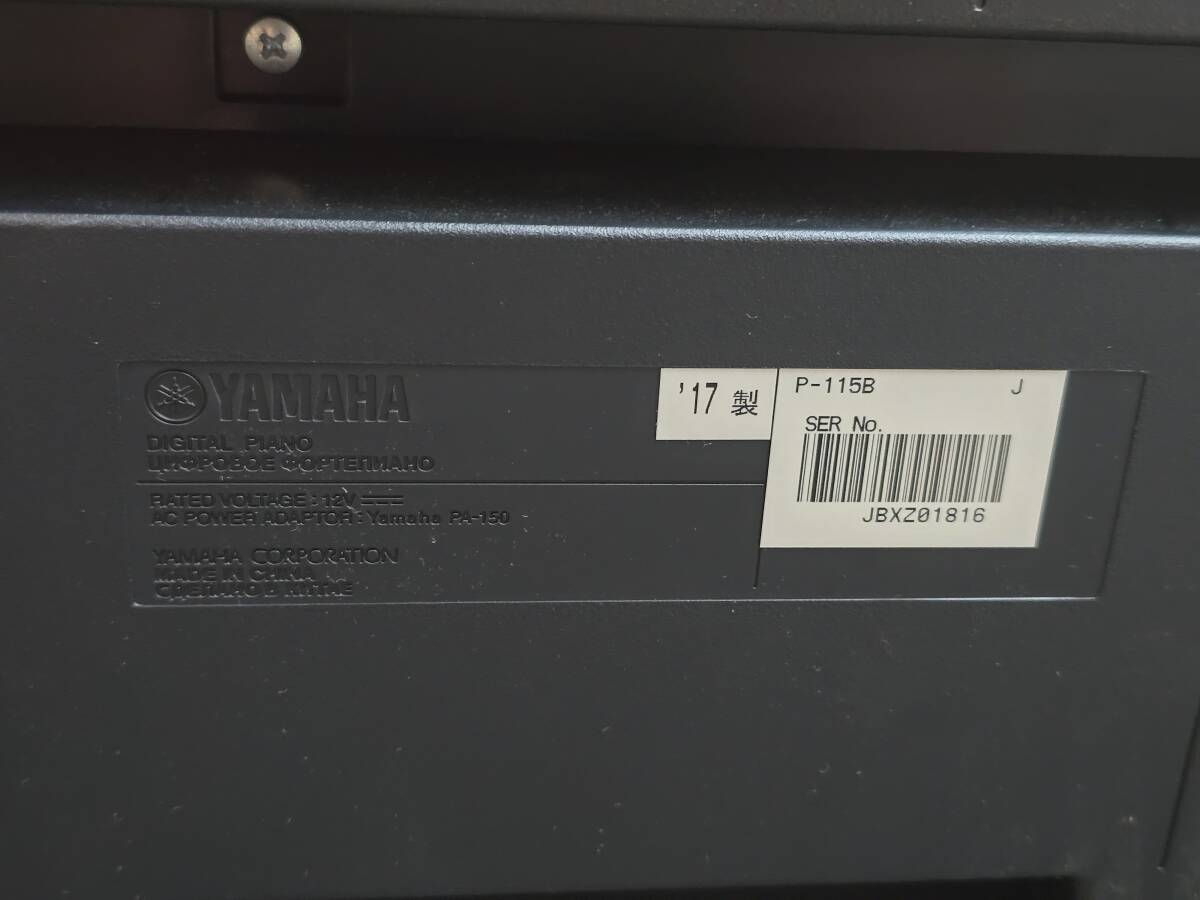 YAMAHA
DIGITAL PIANO
ЦИФРОВОЕ ФОРТЕПИАНО
RATED VOLTAGE : 12V
AC POWER ADAPTOR : Yamaha PA-150
YAMAHA CORPORATION
MADE IN CHINA
СДЕЛАНО В КИТАЕ
'17 製
P-115B J
SER No.
JBXZ01816